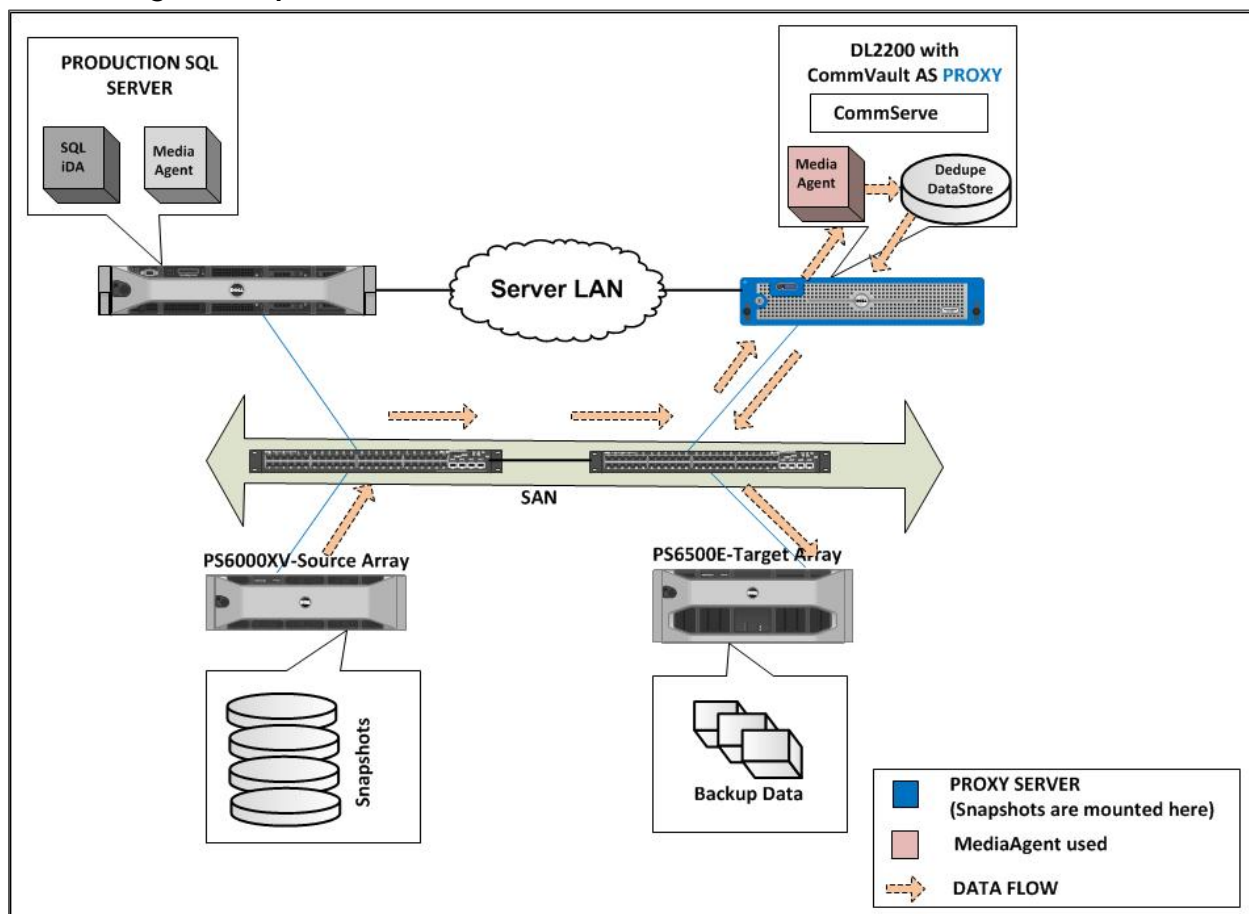 PRODUCTION SQL
SERVER
SQL
iDA
Media
Agent
DL2200 with
CommVault AS PROXY
CommServe
Media
Agent
Dedupe
DataStore
Server LAN
SAN
PS6000XV-Source Array
PS6500E-Target Array
Snapshots
Backup Data
PROXY SERVER
(Snapshots are mounted here)
MediaAgent used
DATA FLOW